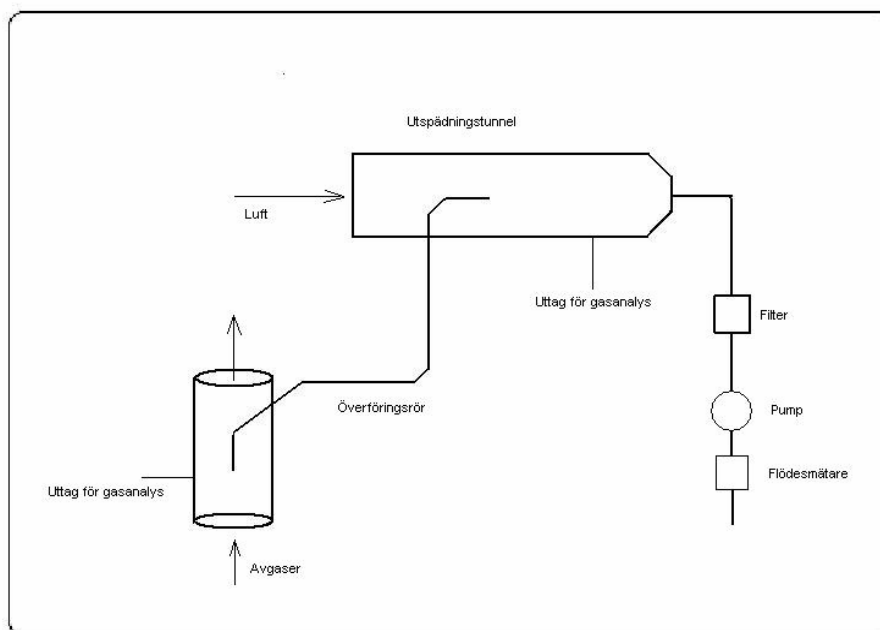 Utspädningstunnel
Luft
Uttag för gasanalys
Filter
Överföringsrör
Pump
Uttag för gasanalys
Flödesmätare
Avgaser